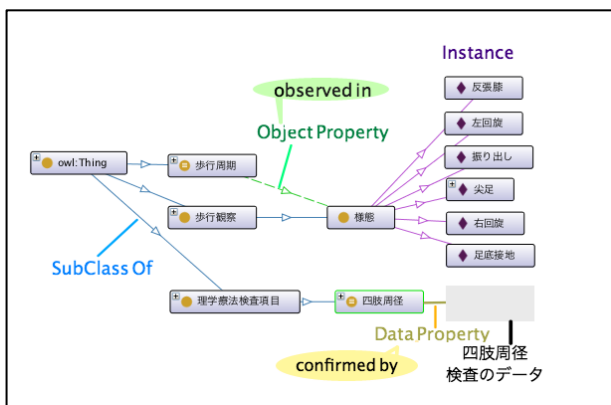 Instance
反張膝
observed in
左回旋
Object Property
振り出し
owl:Thing
歩行周期
尖足
歩行観察
様態
右回旋
SubClass Of
足底接地
理学療法検査項目
四肢周径
Data Property
四肢周径
confirmed by
検査のデータ